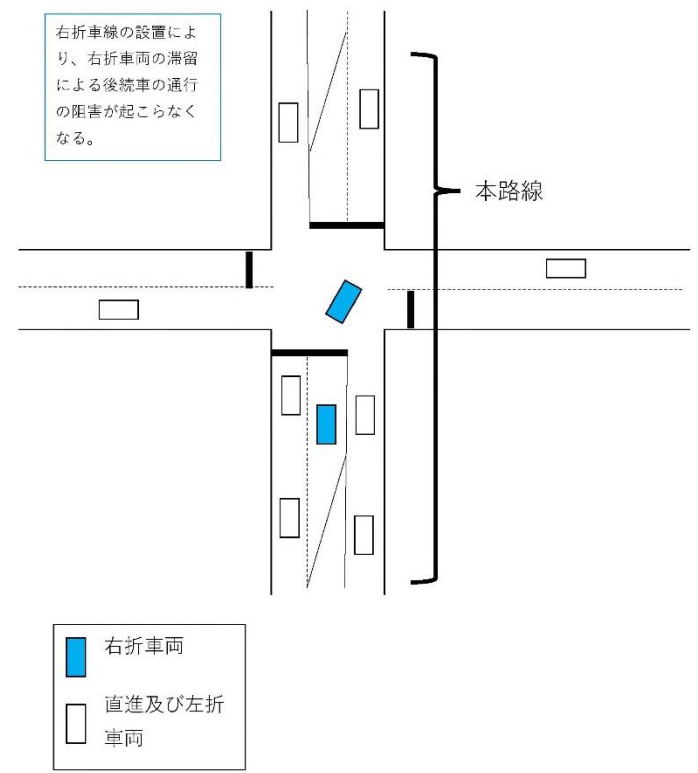 右折車線の設置によ
り、右折車両の滞留
による後続車の通行
の阻害が起こらなく
なる。
本路線
右折車両
直進及び左折
車両